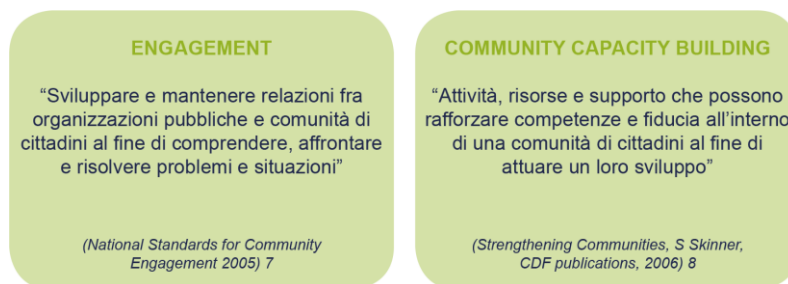 ENGAGEMENT
“Sviluppare e mantenere relazioni fra
organizzazioni pubbliche e comunità di
cittadini al fine di comprendere, affrontare
e risolvere problemi e situazioni”
(National Standards for Community
Engagement 2005) 7
COMMUNITY CAPACITY BUILDING
“Attività, risorse e supporto che possono
rafforzare competenze e fiducia all’interno
di una comunità di cittadini al fine di
attuare un loro sviluppo”
(Strengthening Communities, S Skinner,
CDF publications, 2006) 8